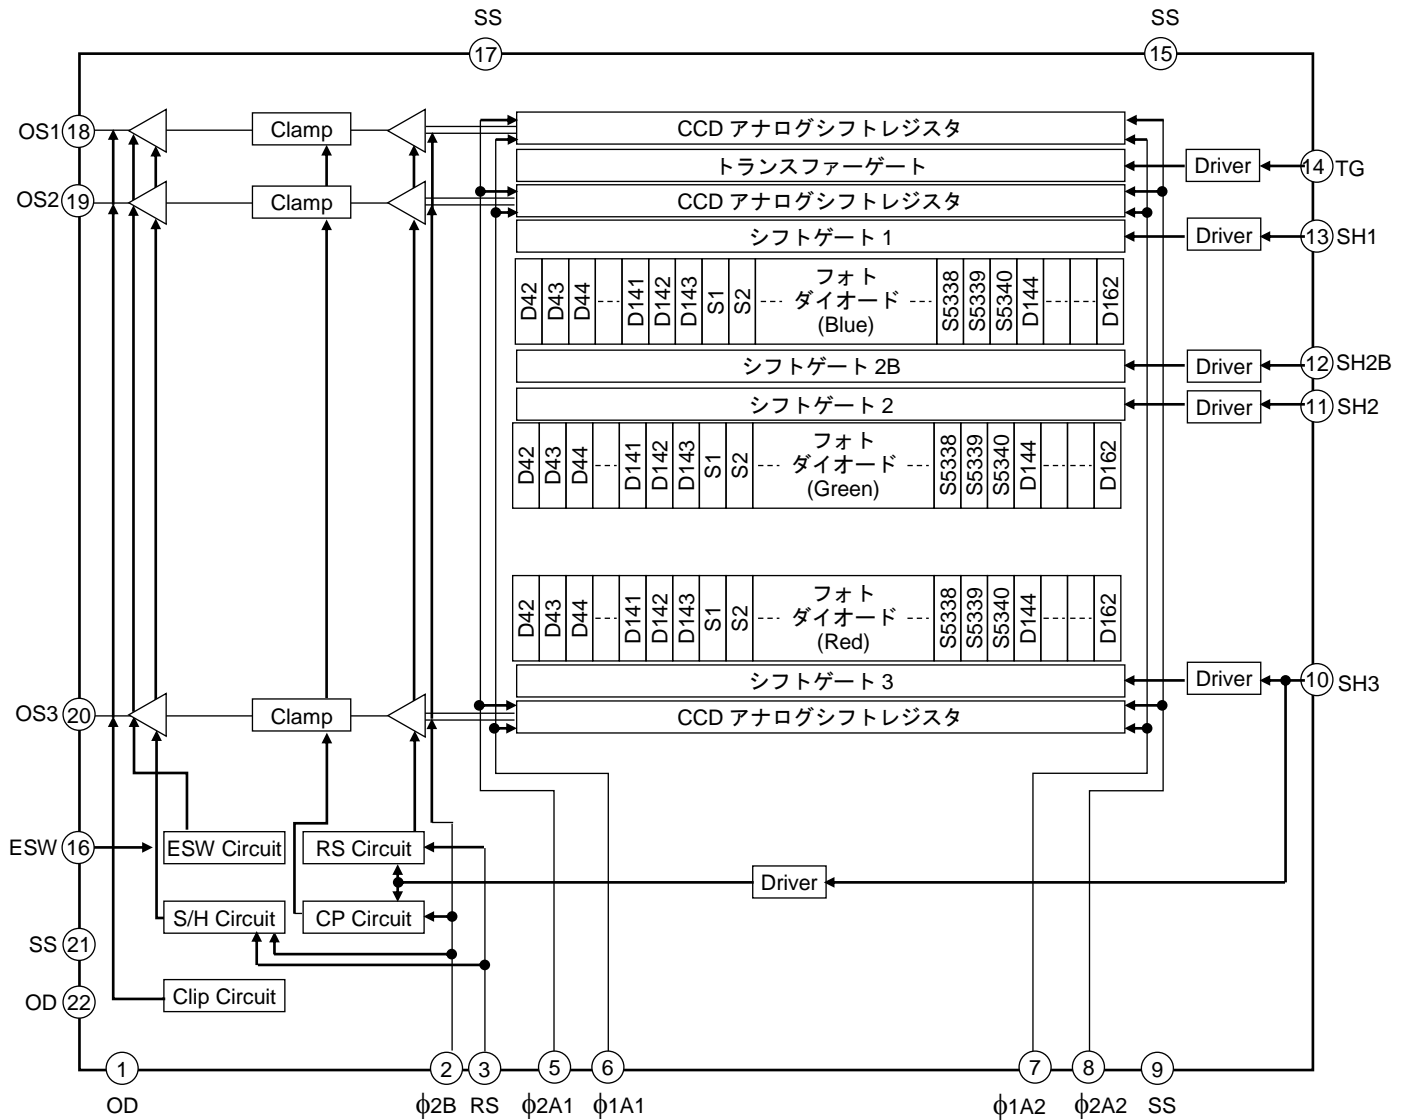 SS SS
17 15
OS1 18 Clamp CCD アナログシフトレジスタ
トランスファーゲート Driver 14 TG
OS2 19 Clamp CCD アナログシフトレジスタ
シフトゲート 1 Driver 13 SH1
D42 D43 D44 D141 D142 D143 S1 S2 フォト
ダイオード
(Blue) S5338 S5339 S5340 D144 D162
シフトゲート 2B Driver 12 SH2B
シフトゲート 2 Driver 11 SH2
D42 D43 D44 D141 D142 D143 S1 S2 フォト
ダイオード
(Green) S5338 S5339 S5340 D144 D162
D42 D43 D44 D141 D142 D143 S1 S2 フォト
ダイオード
(Red) S5338 S5339 S5340 D144 D162
シフトゲート 3 Driver 10 SH3
OS3 20 Clamp CCD アナログシフトレジスタ
ESW 16 ESW Circuit RS Circuit
Driver
S/H Circuit CP Circuit
SS 21
OD 22 Clip Circuit
1 2 3 5 6 7 8 9
OD ϕ2B RS ϕ2A1 ϕ1A1 ϕ1A2 ϕ2A2 SS